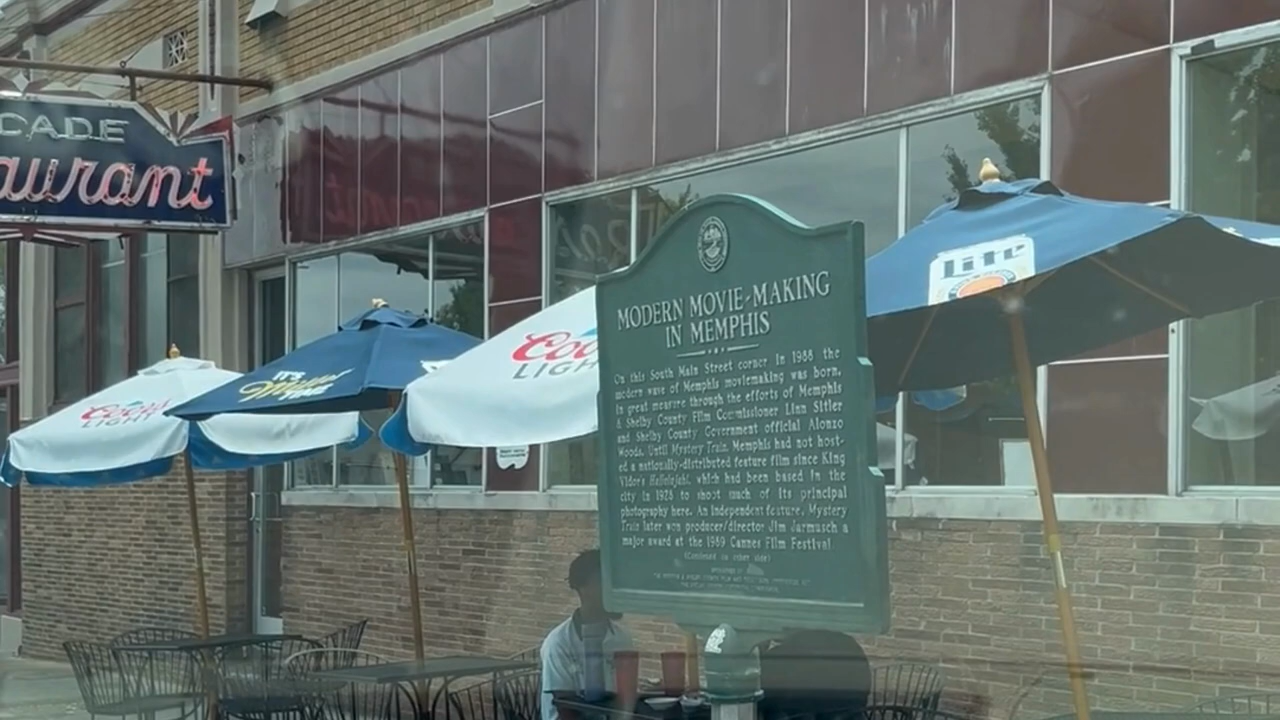 CADE
aurant
Coors
LIGHT
IT'S
Miller
TIME
Coo
LIGH
lite
MODERN MOVIE-MAKING
IN MEMPHIS
On this South Main Street corner in 1988 the
modern wave of Memphis moviemaking was born,
in great measure through the efforts of Memphis
& Shelby County Film Commissioner Linn Sitler
and Shelby County Government official Alonzo
Woods. Until Mystery Train, Memphis had not host-
ed a nationally-distributed feature film since King
Vidor's Hallelujah!, which had been based in the
city in 1928 to shoot much of its principal
photography here. An independent feature, Mystery
Train later won producer/director Jim Jarmusch a
major award at the 1989 Cannes Film Festival.
(Continued on other side)